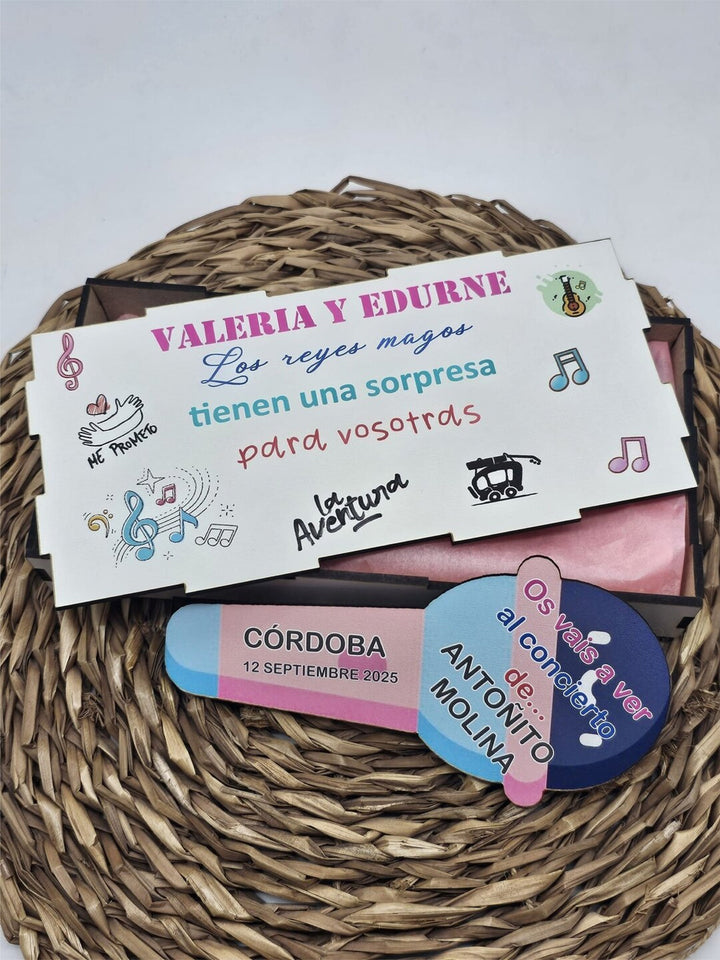 VALERIA Y EDURNE
Los reyes magos
tienen una sorpresa
para vosotras
ME PROMETO
la
Aventura
CÓRDOBA
12 SEPTIEMBRE 2025
Os vais a ver
al concierto
de...
ANTOÑITO
MOLINA